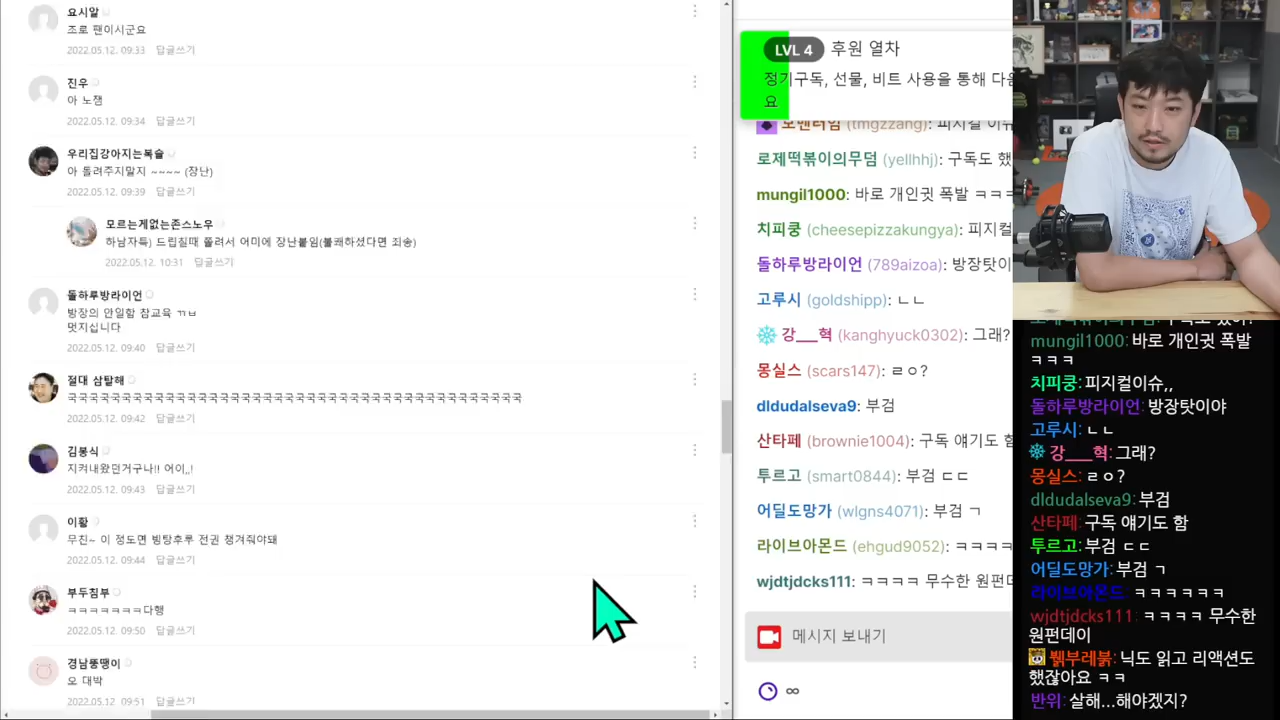 요시알
조로 팬이시군요
2022.05.12. 09:33 답글쓰기
진우
아 노잼
2022.05.12. 09:34 답글쓰기
우리집강아지는복슬
아 돌려주지말지 ~~~~ (장난)
2022.05.12. 09:39 답글쓰기
모르는게없는존스노우
하남자특) 드립칠때 쫄려서 어미에 장난붙임(불쾌하셨다면 죄송)
2022.05.12. 10:31 답글쓰기
돌하루방라이언
방장의 안일함 참교육 ㄲㅂ
멋지십니다
2022.05.12. 09:40 답글쓰기
절대 삼탈해
2022.05.12. 09:42 답글쓰기
김봉식
지켜내왔던거구나!! 어이,,!
2022.05.12. 09:43 답글쓰기
이활
무친~ 이 정도면 빙탕후루 전권 챙겨줘야돼
2022.05.12. 09:44 답글쓰기
부두침부
ㅋㅋㅋㅋㅋㅋㅋ다행
2022.05.12. 09:50 답글쓰기
경남뚱땡이
오 대박
2022.05.12. 09:51 답글쓰기
LVL 4 후원 열차
정기구독, 선물, 비트 사용을 통해 다음
요
(tmgzzang): 피지컬 이슈
로제떡볶이의무덤 (yellhhj): 구독도 했
mungil1000: 바로 개인귓 폭발 ㅋㅋㅋ
치피쿵 (cheesepizzakungya): 피지컬
돌하루방라이언 (789aizoa): 방장탓이
고루시 (goldshipp): ㄴㄴ
강___혁 (kanghyuck0302): 그래?
몽실스 (scars147): ㄹㅇ?
dldudalseva9: 부검
산타페 (brownie1004): 구독 얘기도 함
투르고 (smart0844): 부검 ㄷㄷ
어딜도망가 (wlgns4071): 부검 ㄱ
라이브아몬드 (ehgud9052): ㅋㅋㅋㅋ
wjdtjdcks111: ㅋㅋㅋㅋ 무수한 원펀데
메시지 보내기
∞
mungil1000: 바로 개인귓 폭발
ㅋㅋㅋ
치피쿵: 피지컬이슈,,
돌하루방라이언: 방장탓이야
고루시: ㄴㄴ
강___혁: 그래?
몽실스: ㄹㅇ?
dldudalseva9: 부검
산타페: 구독 얘기도 함
투르고: 부검 ㄷㄷ
어딜도망가: 부검 ㄱ
라이브아몬드: ㅋㅋㅋㅋㅋㅋ
wjdtjdcks111: ㅋㅋㅋㅋ 무수한
원펀데이
뷁부레붉: 닉도 읽고 리액션도
했잖아요 ㅋㅋ
반위: 살해...해야겠지?